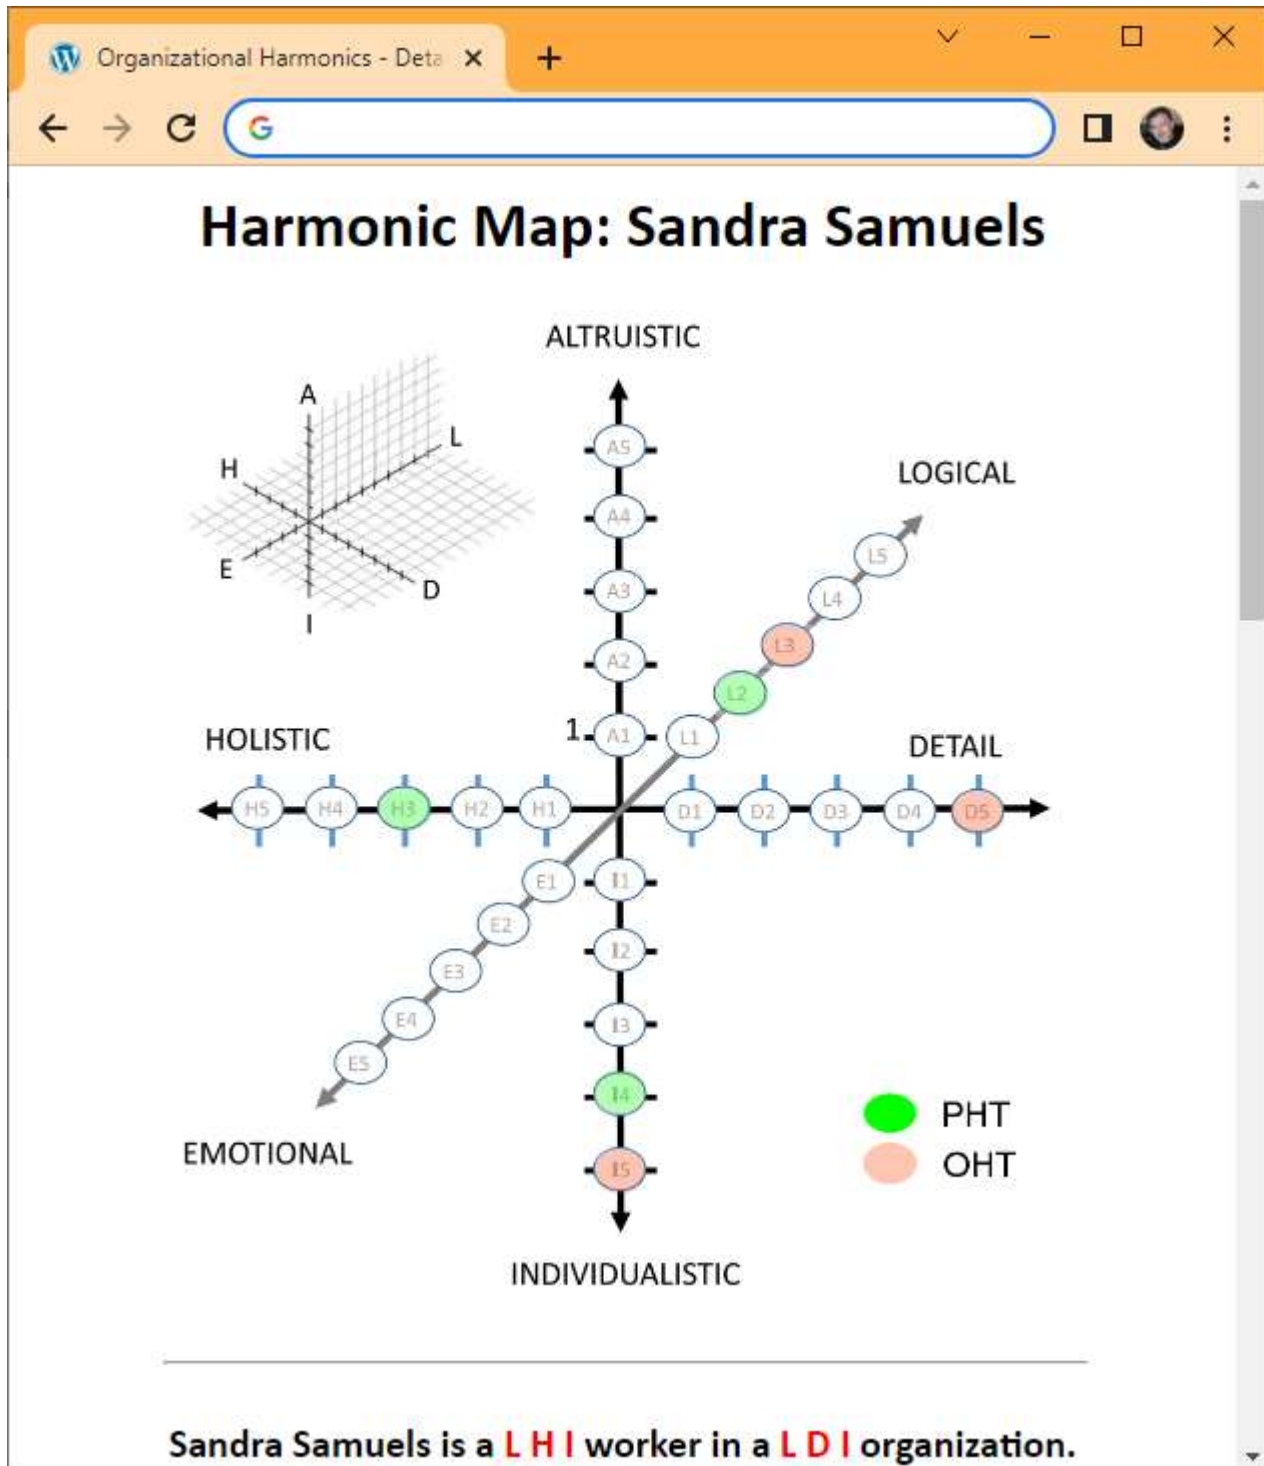 Organizational Harmonics - Deta
Harmonic Map: Sandra Samuels
ALTRUISTIC
A
L
H
E
D
I
A5
LOGICAL
A4
L5
A3
L4
L3
A2
L2
1
A1
L1
HOLISTIC
DETAIL
H5 H4 H3 H2 H1
D1 D2 D3 D4 D5
E1
I1
E2
I2
E3
I3
E4
E5
I4
PHT
EMOTIONAL
I5
OHT
INDIVIDUALISTIC
Sandra Samuels is a L H I worker in a L D I organization.